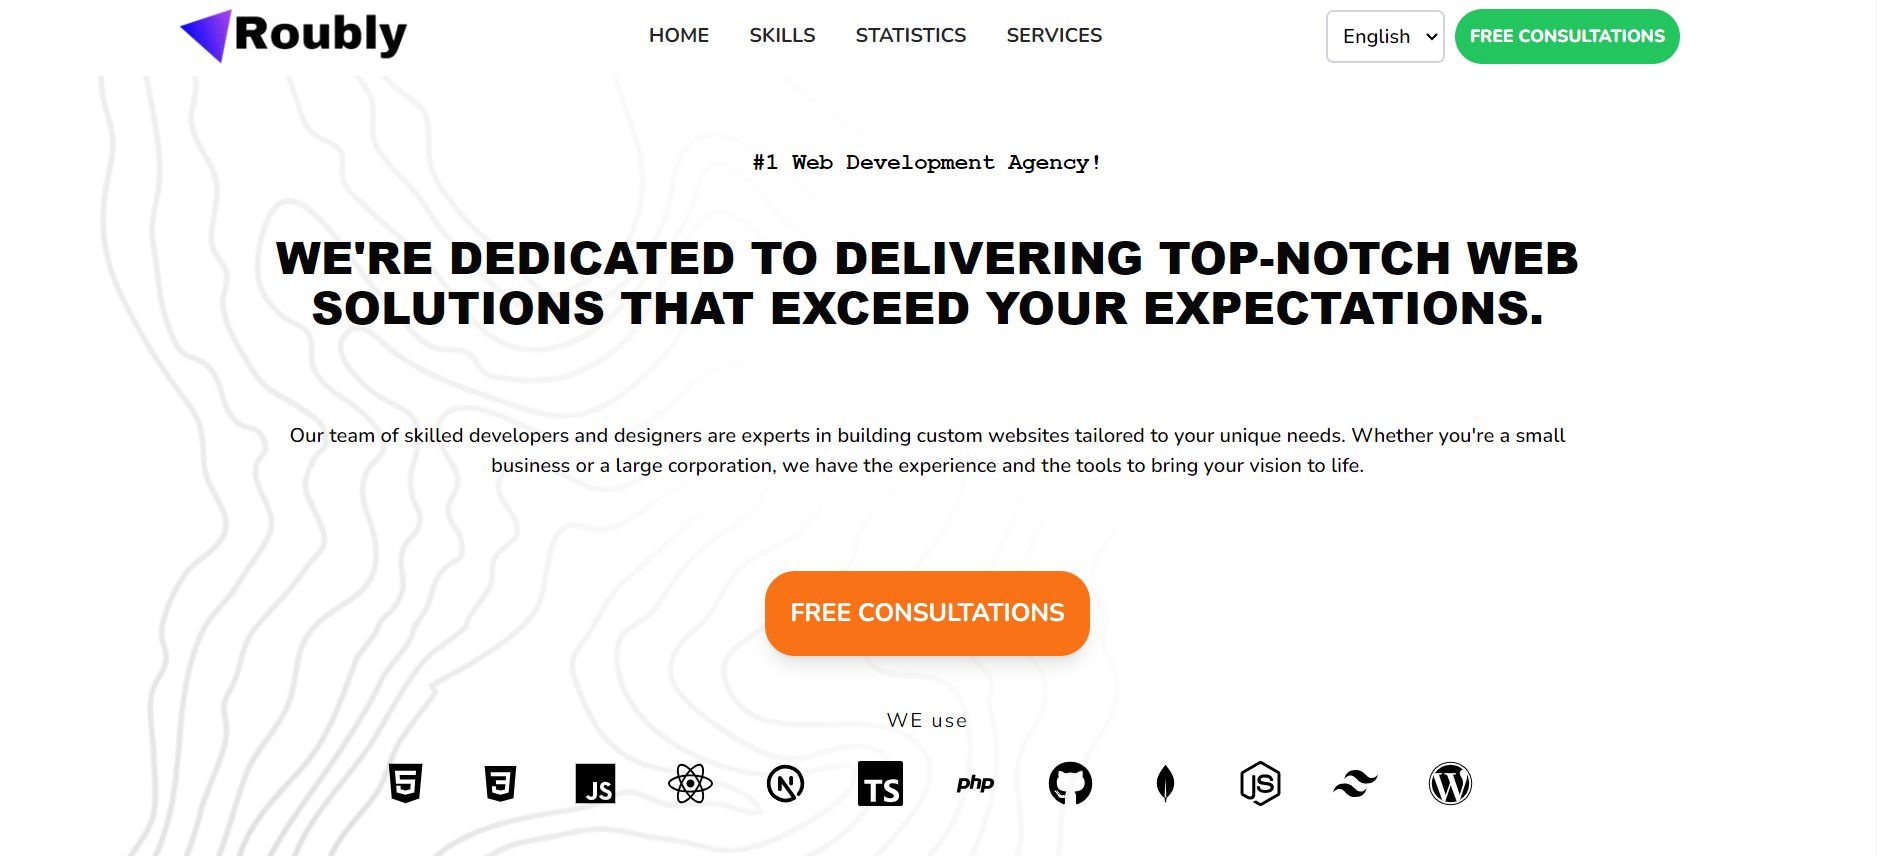 Roubly
HOME SKILLS STATISTICS SERVICES
English
FREE CONSULTATIONS
#1 Web Development Agency!
WE'RE DEDICATED TO DELIVERING TOP-NOTCH WEB
SOLUTIONS THAT EXCEED YOUR EXPECTATIONS.
Our team of skilled developers and designers are experts in building custom websites tailored to your unique needs. Whether you're a small
business or a large corporation, we have the experience and the tools to bring your vision to life.
FREE CONSULTATIONS
WE use
5 3 JS N TS php JS W